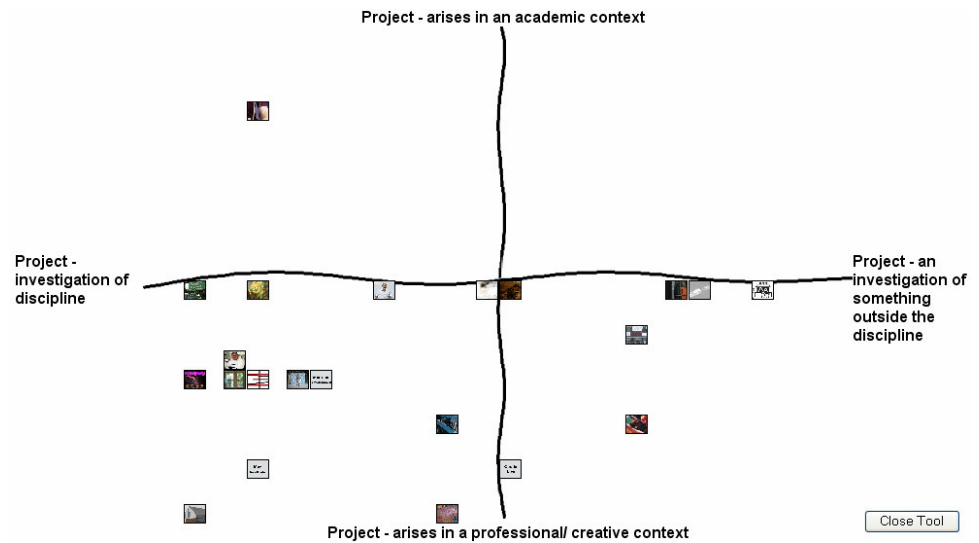 Project - arises in an academic context
Project -
investigation of
discipline
Project - an
investigation of
something
outside the
discipline
Project - arises in a professional/ creative context
Close Tool